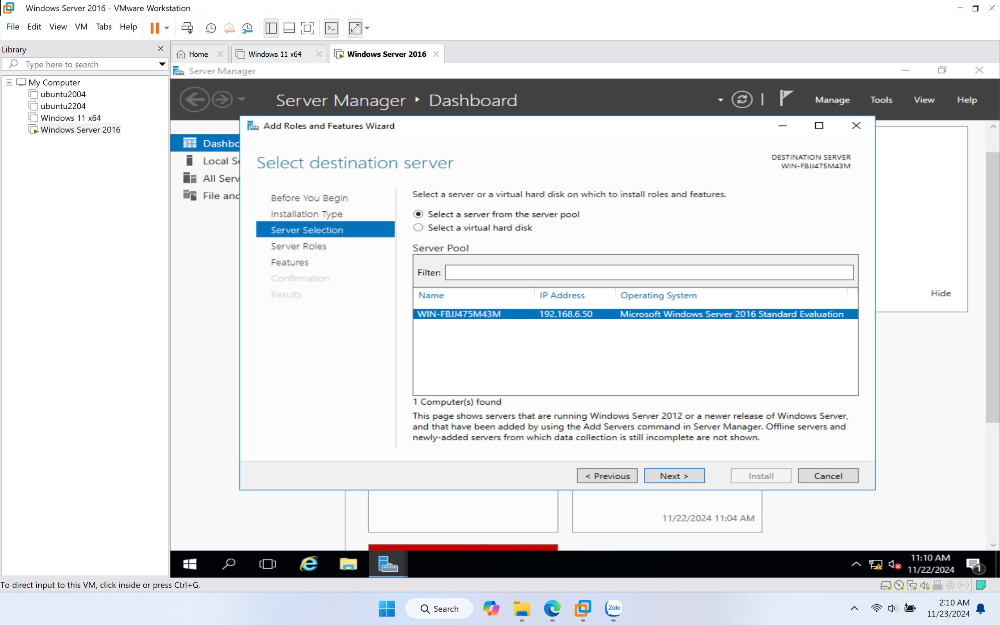 Windows Server 2016 - VMware Workstation
File Edit View VM Tabs Help
Library
Type here to search
My Computer
ubuntu2004
ubuntu2204
Windows 11 x64
Windows Server 2016
Home
Windows 11 x64
Windows Server 2016
Server Manager
Server Manager ‣ Dashboard
Manage Tools View Help
Dashbo
Local Se
All Serv
File and
Hide
Add Roles and Features Wizard
Select destination server
DESTINATION SERVER
WIN-FBJJ475M43M
Before You Begin
Installation Type
Server Selection
Server Roles
Features
Confirmation
Results
Select a server or a virtual hard disk on which to install roles and features.
Select a server from the server pool
Select a virtual hard disk
Server Pool
Filter:
Name IP Address Operating System
WIN-FBJJ475M43M 192.168.6.50 Microsoft Windows Server 2016 Standard Evaluation
1 Computer(s) found
This page shows servers that are running Windows Server 2012 or a newer release of Windows Server,
and that have been added by using the Add Servers command in Server Manager. Offline servers and
newly-added servers from which data collection is still incomplete are not shown.
< Previous Next > Install Cancel
11/22/2024 11:04 AM
11:10 AM
11/22/2024
1
To direct input to this VM, click inside or press Ctrl+G.
Search
Zalo
2:10 AM
11/23/2024